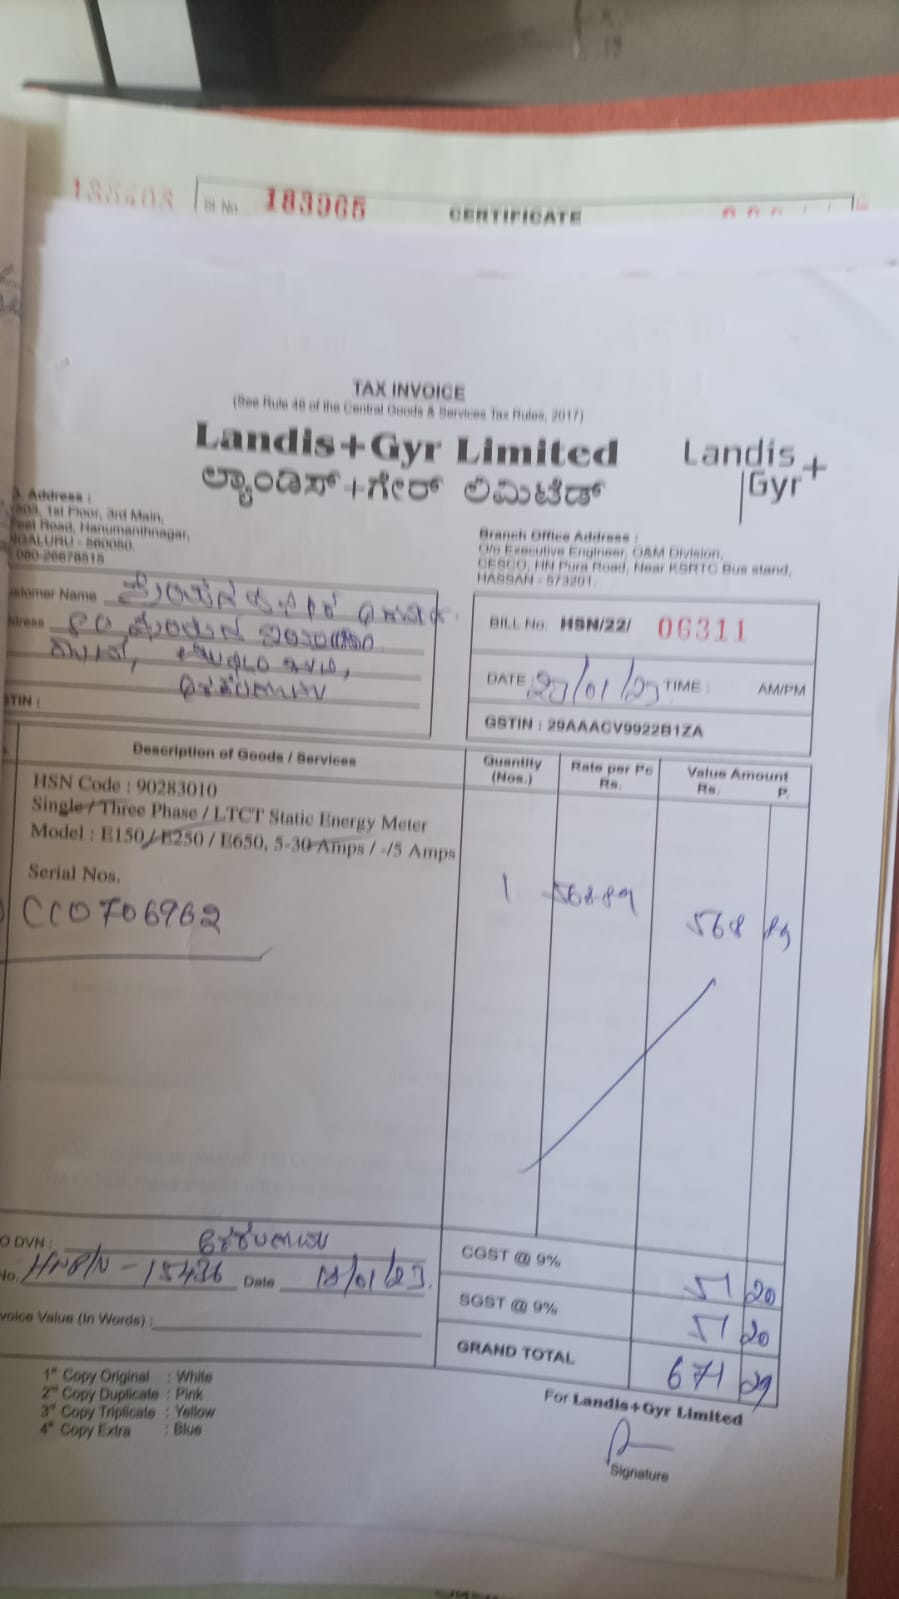 183965
CERTIFICATE
TAX INVOICE
(See Rule 46 of the Central Goods & Services Tax Rules, 2017)
Landis+Gyr Limited
Landis+
Gyr
ಲ್ಯಾಂಡಿಸ್+ಗೇರ್ ಲಿಮಿಟೆಡ್
Address :
1st Floor, 3rd Main,
Road, Hanumanthnagar,
560050.
Branch Office Address :
O/o Executive Engineer, O&M Division,
CESCO, HN Pura Road, Near KSRTC Bus stand,
HASSAN - 573201.
Name
BILL No. HSN/22/ 06311
DATE /01/23 TIME : AM/PM
GSTIN : 29AAACV9922B1ZA
Description of Goods / Services
Quantity (Nos.)
Rate per Pc Rs.
Value Amount
Rs. P.
HSN Code : 90283010
Single / Three Phase / LTCT Static Energy Meter
Model : E150 / E250 / E650, 5-30 Amps / -/5 Amps
Serial Nos.
CC0706962
1 568.89 568 89
DVN :
15436 Date 18/01/23
CGST @ 9% 51 20
SGST @ 9% 51 20
Value (In Words) :
GRAND TOTAL 671 29
1st Copy Original : White
2nd Copy Duplicate : Pink
3rd Copy Triplicate : Yellow
4th Copy Extra : Blue
For Landis+Gyr Limited
Signature